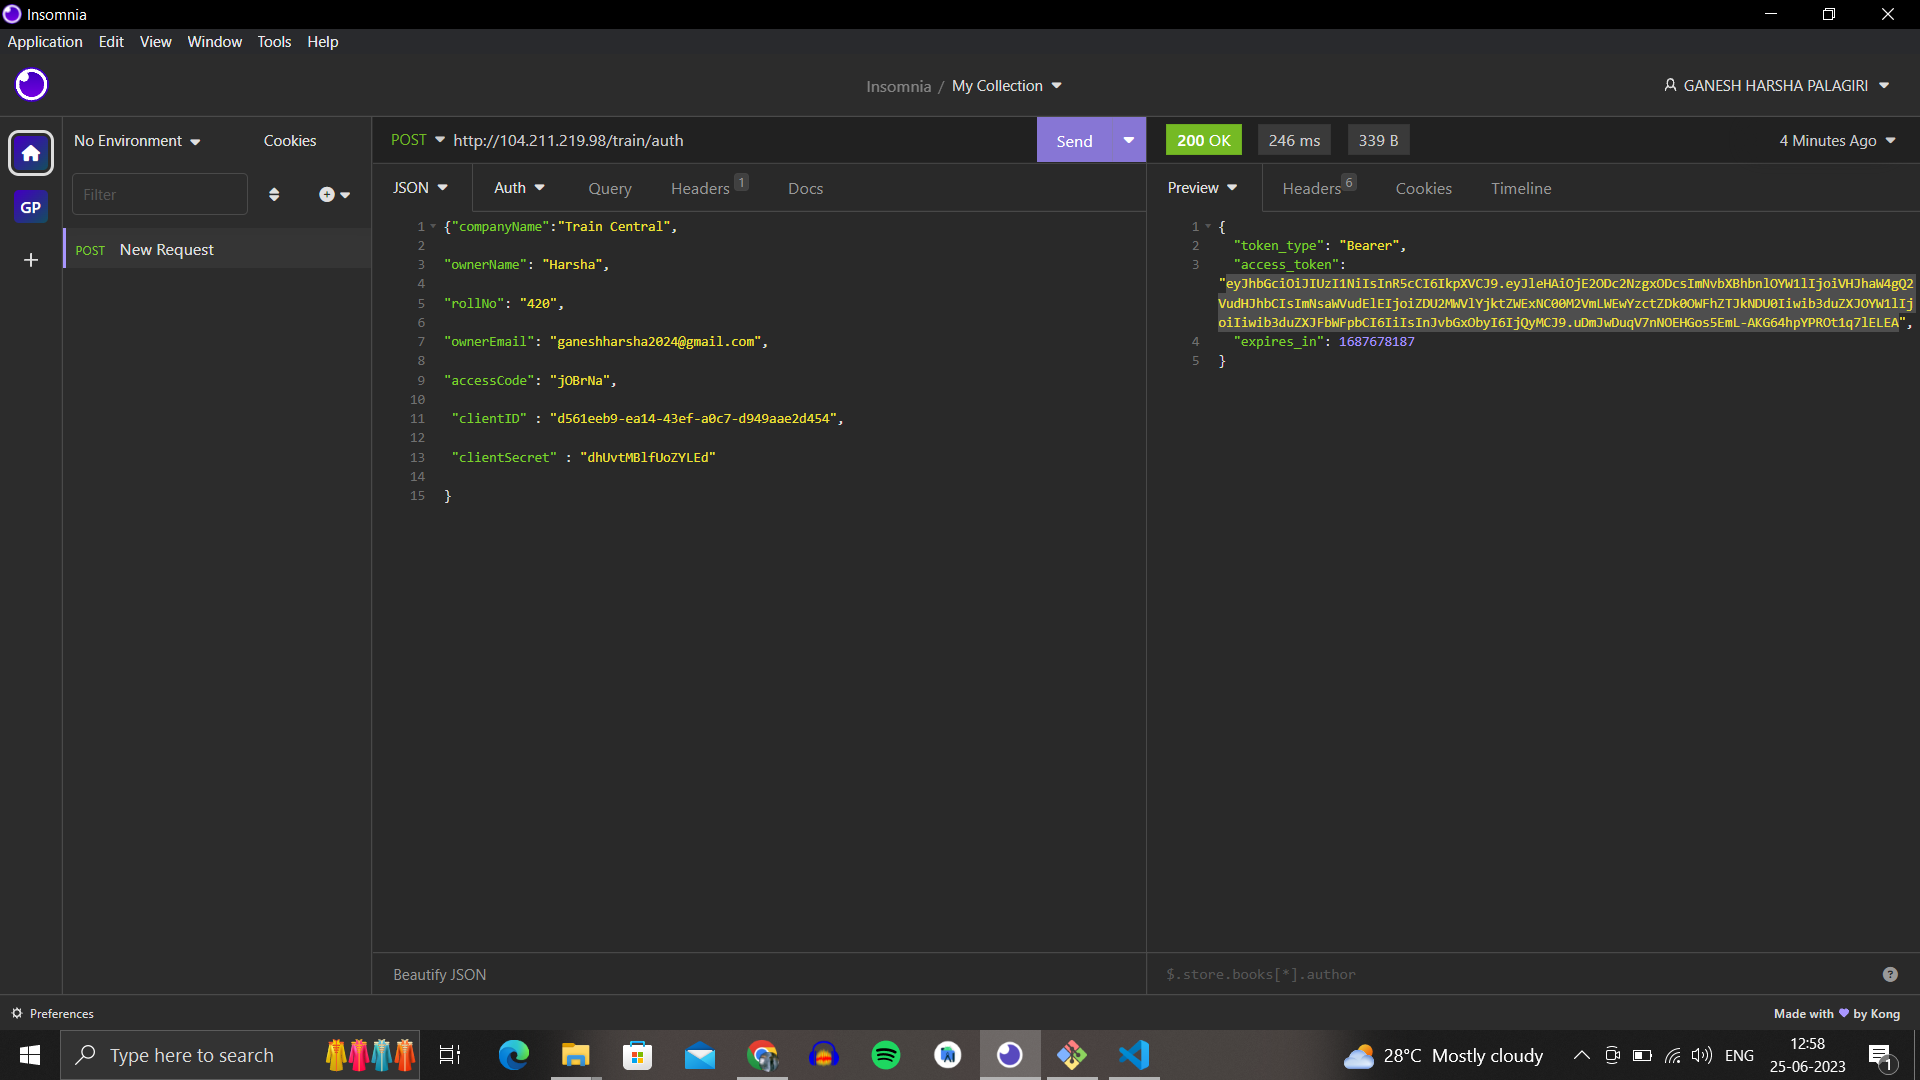 Insomnia
Application Edit View Window Tools Help
Insomnia / My Collection
GANESH HARSHA PALAGIRI
No Environment Cookies
POST http://104.211.219.98/train/auth Send
200 OK 246 ms 339 B 4 Minutes Ago
Filter
JSON Auth Query Headers 1 Docs
Preview Headers 6 Cookies Timeline
GP
POST New Request
1 {"companyName":"Train Central",
2
3 "ownerName": "Harsha",
4
5 "rollNo": "420",
6
7 "ownerEmail": "ganeshharsha2024@gmail.com",
8
9 "accessCode": "jOBrNa",
10
11 "clientID" : "d561eeb9-ea14-43ef-a0c7-d949aae2d454",
12
13 "clientSecret" : "dhUvtMBlfUoZYLEd"
14
15 }
1 {
2 "token_type": "Bearer",
3 "access_token":
"eyJhbGciOiJIUzI1NiIsInR5cCI6IkpXVCJ9.eyJleHAiOjE2ODc2NzgxODcsImNvbXBhbnlOYW1lIjoiVHJhaW4gQ2
VudHJhbCIsImNsaWVudElEIjoiZDU2MWVlYjktZWExNC00M2VmLWEwYzctZDk0OWFhZTJkNDU0Iiwib3duZXJOYW1lIj
oiIiwib3duZXJFbWFpbCI6IiIsInJvbGxObyI6IjQyMCJ9.uDmJwDuqV7nNOEHGos5EmL-AKG64hpYPROt1q7lELEA",
4 "expires_in": 1687678187
5 }
Beautify JSON
$.store.books[*].author
?
Preferences
Made with by Kong
Type here to search
28°C Mostly cloudy
ENG
12:58
25-06-2023
1